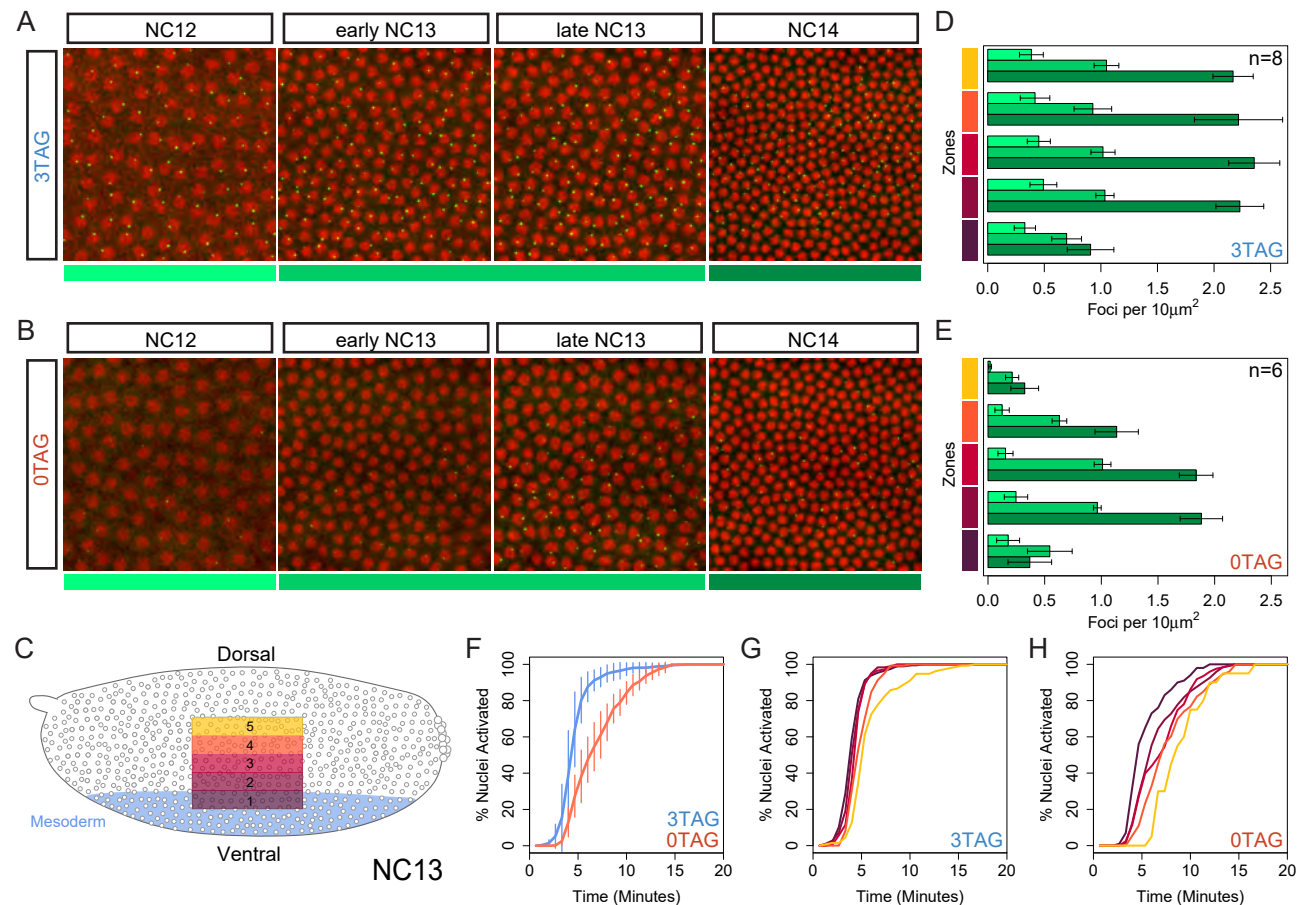 A
NC12
early NC13
late NC13
NC14
3TAG
B
NC12
early NC13
late NC13
NC14
0TAG
C
Dorsal
5
4
3
2
1
Mesoderm
Ventral
NC13
D
n=8
Zones
3TAG
0.0 0.5 1.0 1.5 2.0 2.5
Foci per 10μm²
E
n=6
Zones
0TAG
0.0 0.5 1.0 1.5 2.0 2.5
Foci per 10μm²
F
% Nuclei Activated
100
80
60
40
20
0
3TAG
0TAG
0 5 10 15 20
Time (Minutes)
G
% Nuclei Activated
100
80
60
40
20
0
3TAG
0 5 10 15 20
Time (Minutes)
H
% Nuclei Activated
100
80
60
40
20
0
0TAG
0 5 10 15 20
Time (Minutes)